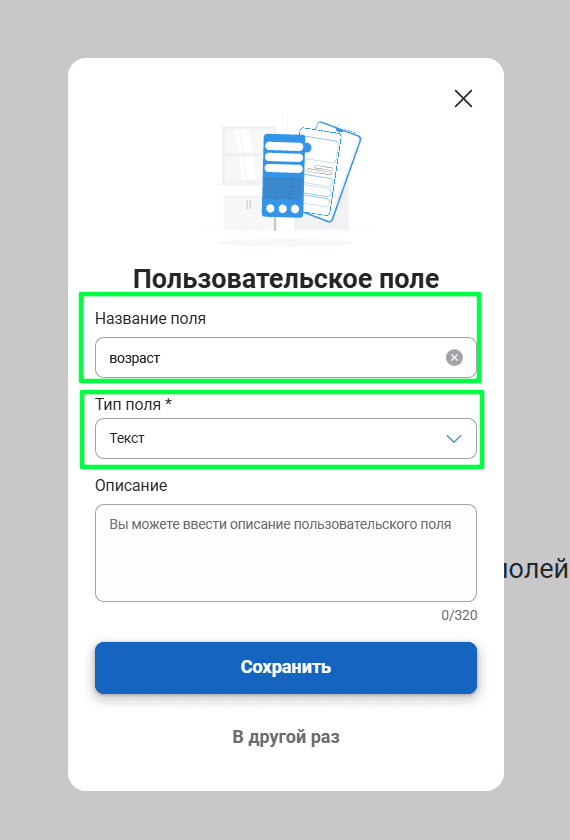 Пользовательское поле
Название поля
возраст
Тип поля *
Текст
Описание
Вы можете ввести описание пользовательского поля
полей
0/320
Сохранить
В другой раз